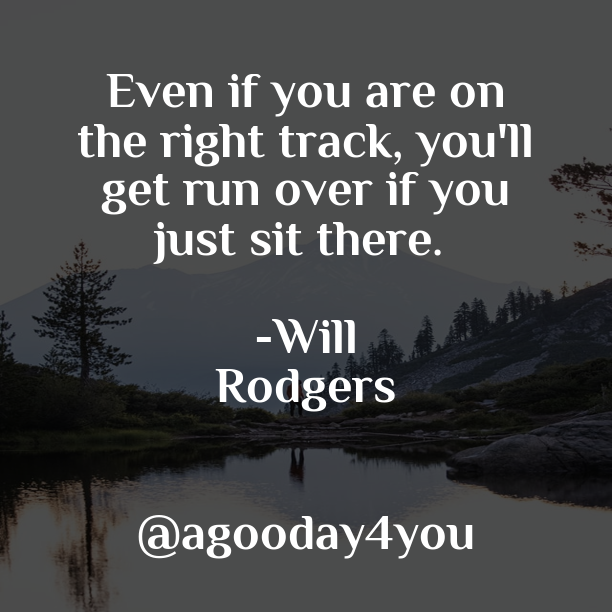 Even if you are on
the right track, you'll
get run over if you
just sit there.
-Will
Rodgers
@agooday4you